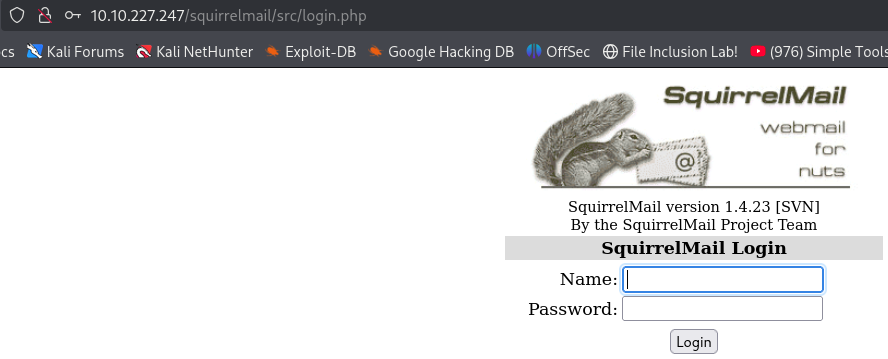 10.10.227.247/squirrelmail/src/login.php
cs Kali Forums Kali NetHunter Exploit-DB Google Hacking DB OffSec File Inclusion Lab! (976) Simple Tools
SquirrelMail
webmail
for
nuts
@
SquirrelMail version 1.4.23 [SVN]
By the SquirrelMail Project Team
SquirrelMail Login
Name:
Password:
Login